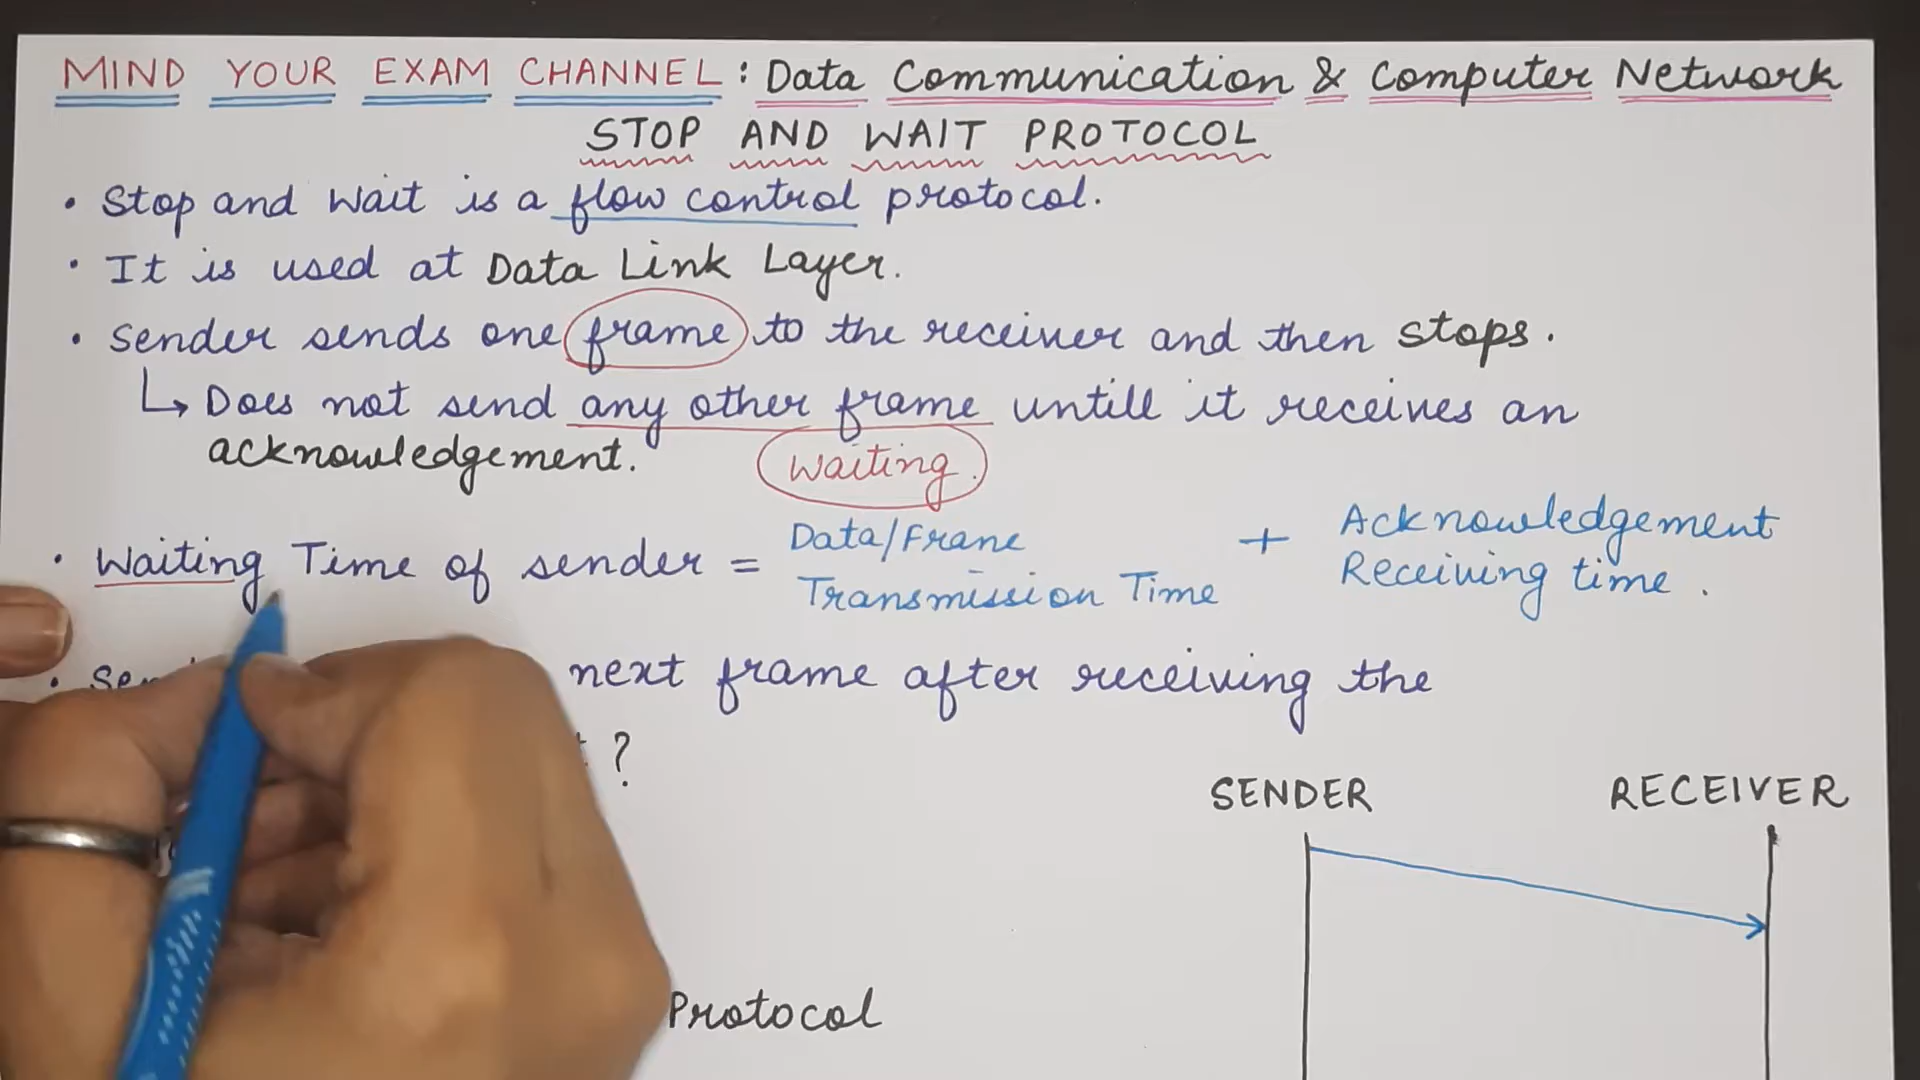 MIND YOUR EXAM CHANNEL : Data Communication & Computer Network
STOP AND WAIT PROTOCOL
• Stop and Wait is a flow control protocol.
• It is used at Data Link Layer.
• Sender sends one frame to the receiver and then stops.
↳ Does not send any other frame untill it receives an
acknowledgement. Waiting.
• Waiting Time of sender = Data/Frane Transmission Time + Acknowledgement Receiving time.
• next frame after receiving the
?
SENDER RECEIVER
Protocol